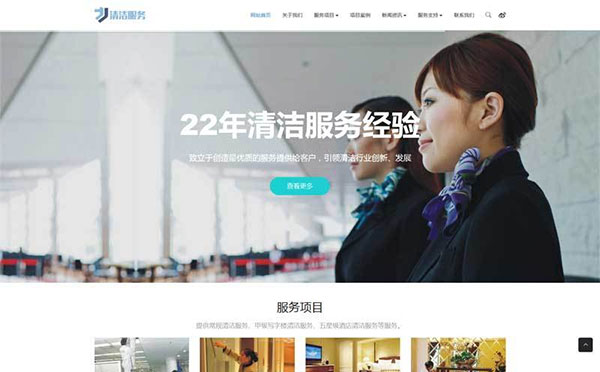 清洁服务
网站首页 关于我们 服务项目 项目案例 新闻资讯 服务支持 联系我们
22年清洁服务经验
致立于创造最优质的服务提供给客户，引领清洁行业创新、发展
查看更多
服务项目
提供常规清洁服务、甲级写字楼清洁服务、五星级酒店清洁服务等服务。